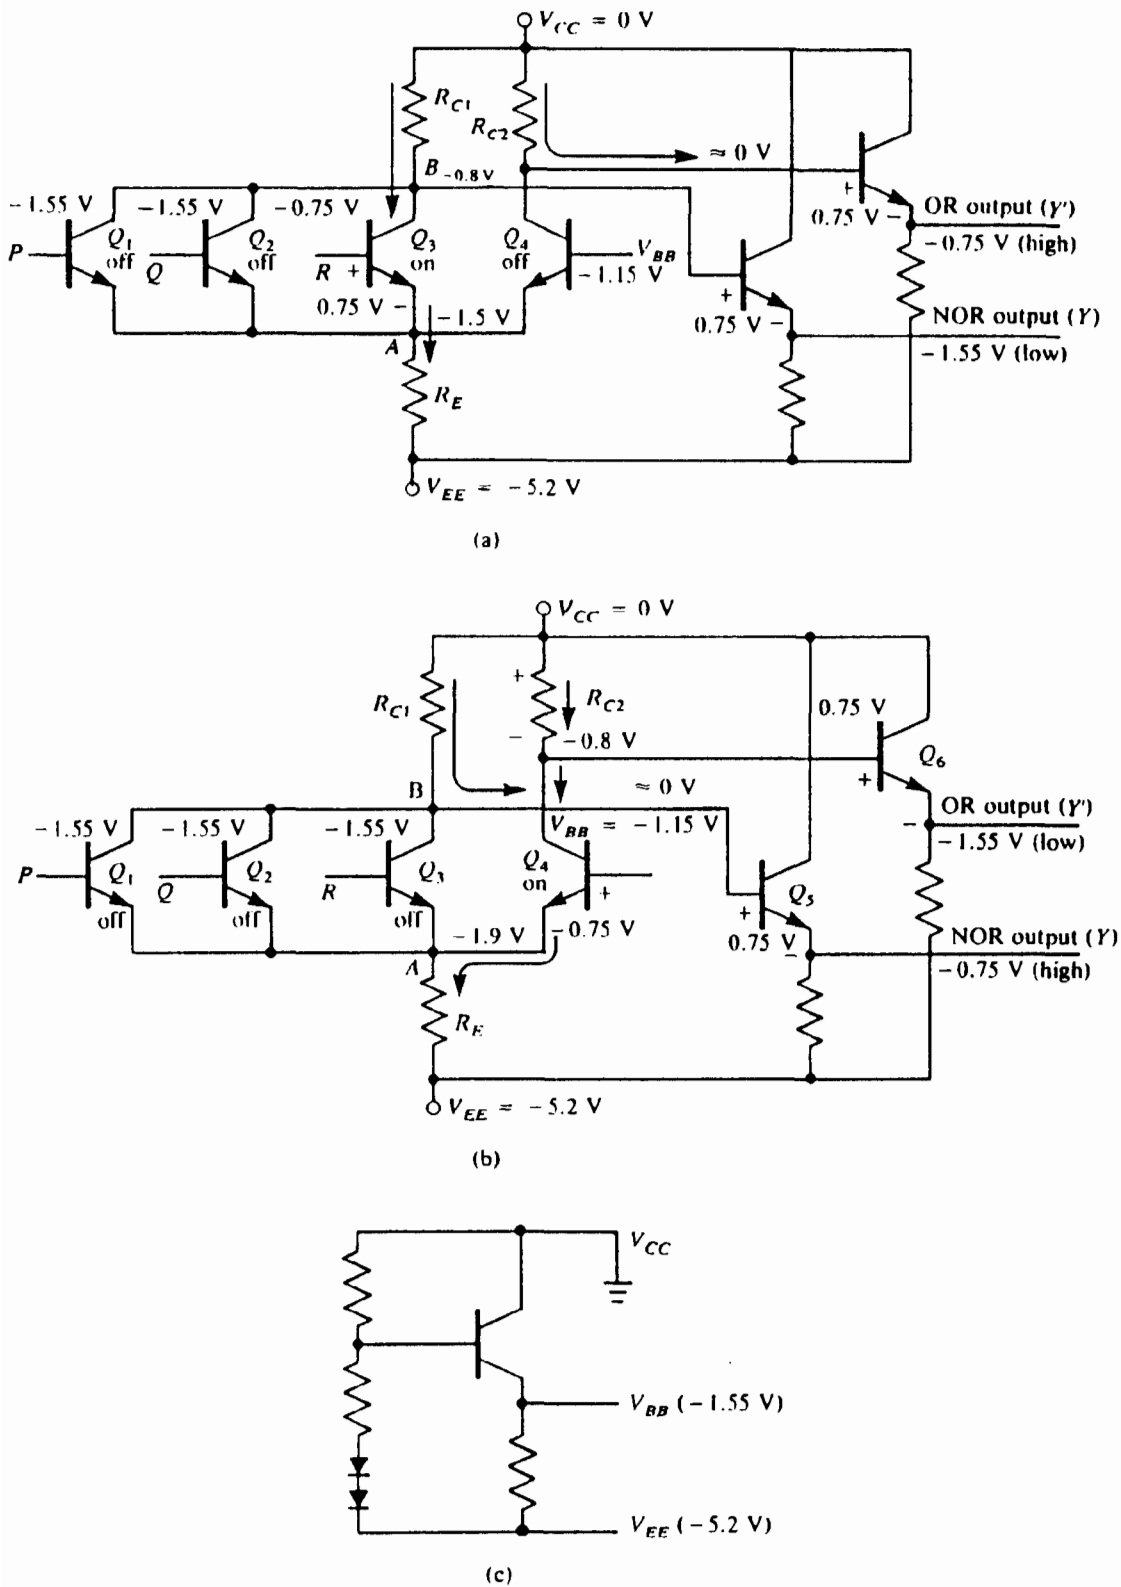 V_CC = 0 V
R_C1
R_C2
≈ 0 V
B -0.8 V
-1.55 V
-1.55 V
-0.75 V
P
Q_1
off
Q
Q_2
off
R
+
Q_3
on
Q_4
off
V_BB
-1.15 V
0.75 V -
-1.5 V
A
R_E
V_EE = -5.2 V
+
0.75 V -
OR output (Y')
-0.75 V (high)
+
0.75 V -
NOR output (Y)
-1.55 V (low)
(a)
V_CC = 0 V
R_C1
+
R_C2
-
-0.8 V
0.75 V
+
Q_6
-
B
≈ 0 V
V_BB = -1.15 V
OR output (Y')
-1.55 V (low)
-1.55 V
-1.55 V
-1.55 V
P
Q_1
off
Q
Q_2
off
R
Q_3
off
Q_4
on
+
-0.75 V
-1.9 V
A
R_E
Q_5
+
0.75 V
-
NOR output (Y)
-0.75 V (high)
V_EE = -5.2 V
(b)
V_CC
V_BB (-1.55 V)
V_EE (-5.2 V)
(c)